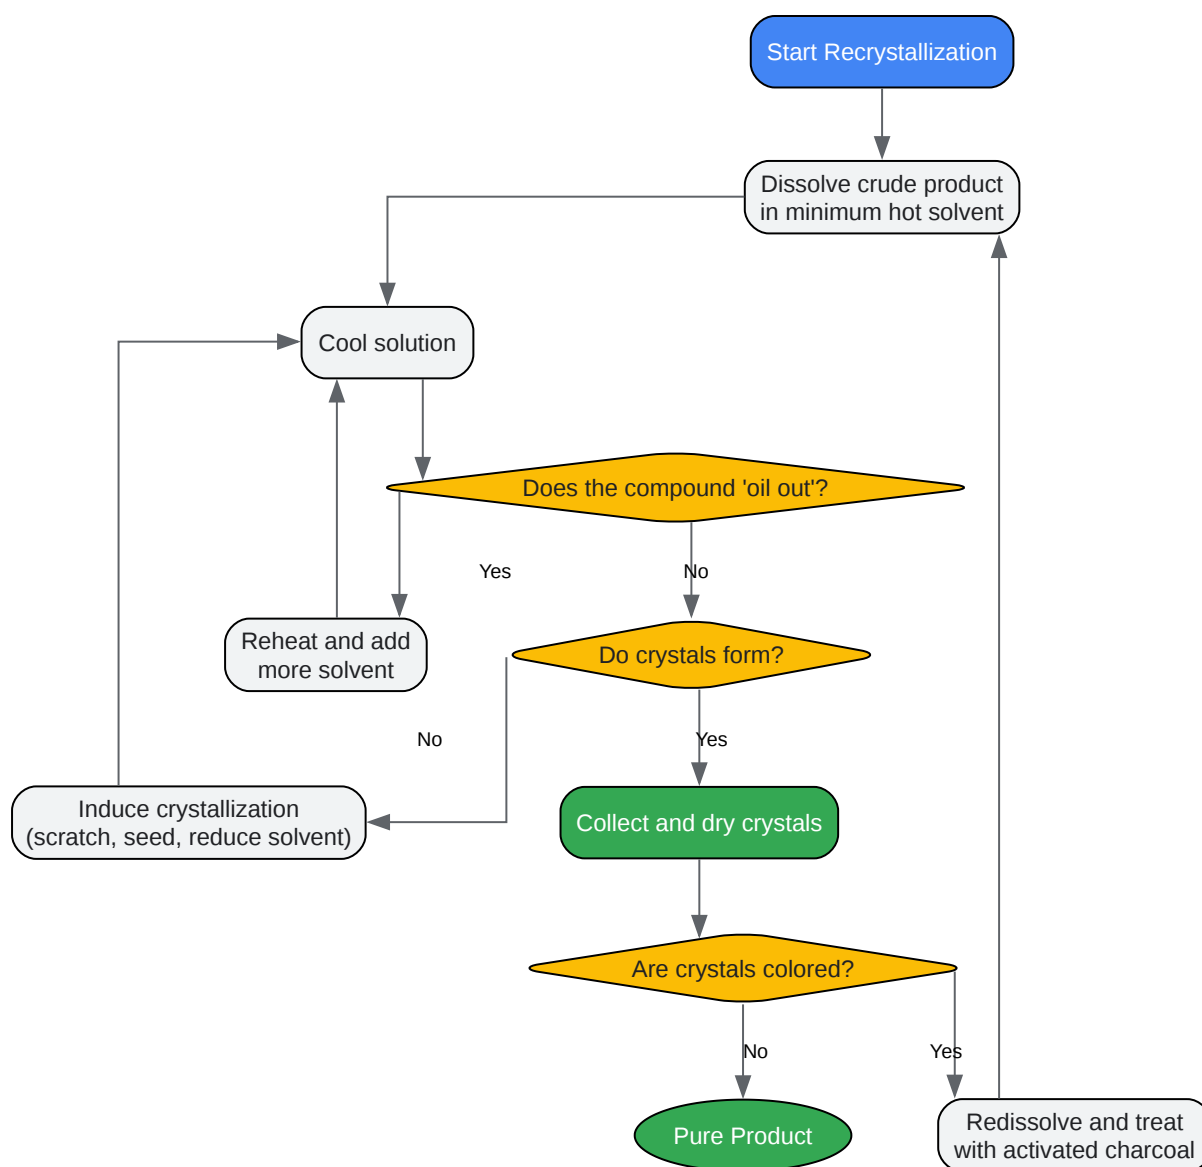 Start Recrystallization
Dissolve crude product
in minimum hot solvent
Cool solution
Does the compound 'oil out'?
Yes
No
Reheat and add
more solvent
Do crystals form?
No
Yes
Induce crystallization
(scratch, seed, reduce solvent)
Collect and dry crystals
Are crystals colored?
No
Yes
Pure Product
Redissolve and treat
with activated charcoal